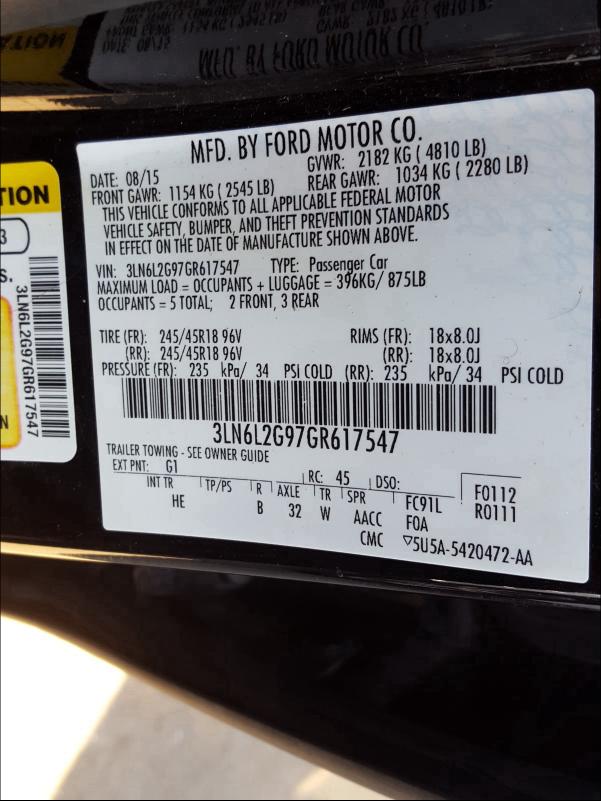 MFD. BY FORD MOTOR CO.
DATE: 08/15 GVWR: 2182 KG ( 4810 LB)
FRONT GAWR: 1154 KG ( 2545 LB) REAR GAWR: 1034 KG ( 2280 LB)
THIS VEHICLE CONFORMS TO ALL APPLICABLE FEDERAL MOTOR
VEHICLE SAFETY, BUMPER, AND THEFT PREVENTION STANDARDS
IN EFFECT ON THE DATE OF MANUFACTURE SHOWN ABOVE.
VIN: 3LN6L2G97GR617547 TYPE: Passenger Car
MAXIMUM LOAD = OCCUPANTS + LUGGAGE = 396KG/ 875LB
OCCUPANTS = 5 TOTAL; 2 FRONT, 3 REAR
TIRE (FR): 245/45R18 96V RIMS (FR): 18x8.0J
(RR): 245/45R18 96V (RR): 18x8.0J
PRESSURE (FR): 235 kPa/ 34 PSI COLD (RR): 235 kPa/ 34 PSI COLD
3LN6L2G97GR617547
TRAILER TOWING - SEE OWNER GUIDE
EXT PNT: G1 RC: 45 DSO: F0112
INT TR TP/PS R AXLE TR SPR FC91L R0111
HE B 32 W AACC FOA
CMC ▽5U5A-5420472-AA
TION
3
S.
3LN6L2G97GR617547
N